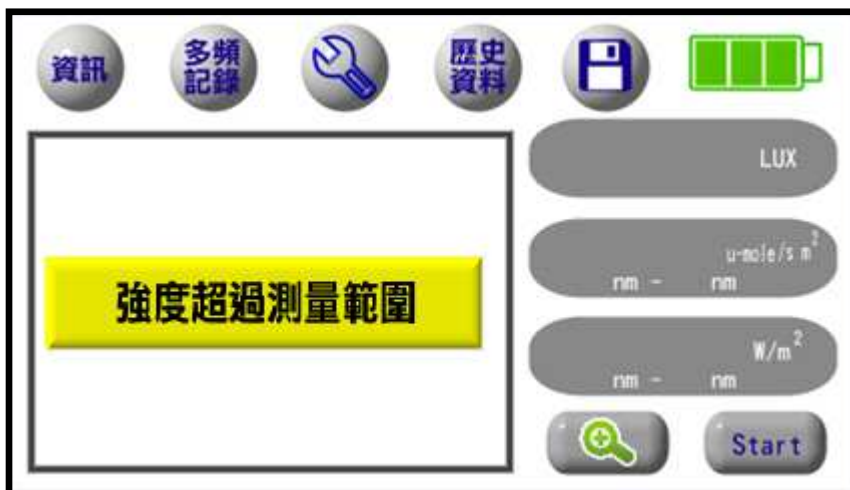 資訊
多頻
記錄
歷史
資料
LUX
強度超過測量範圍
u-mole/s m²
nm - nm
W/m²
nm - nm
Start